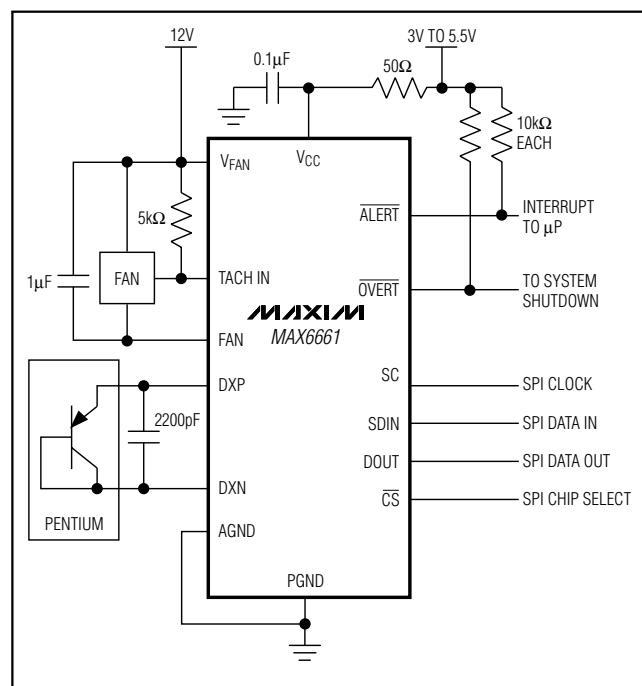 12V
3V TO 5.5V
0.1μF
50Ω
10kΩ
EACH
VFAN
VCC
5kΩ
ALERT
INTERRUPT
TO μP
1μF
FAN
TACH IN
OVERT
TO SYSTEM
SHUTDOWN
MAXIM
MAX6661
FAN
DXP
2200pF
DXN
PENTIUM
AGND
SC
SPI CLOCK
SDIN
SPI DATA IN
DOUT
SPI DATA OUT
CS
SPI CHIP SELECT
PGND